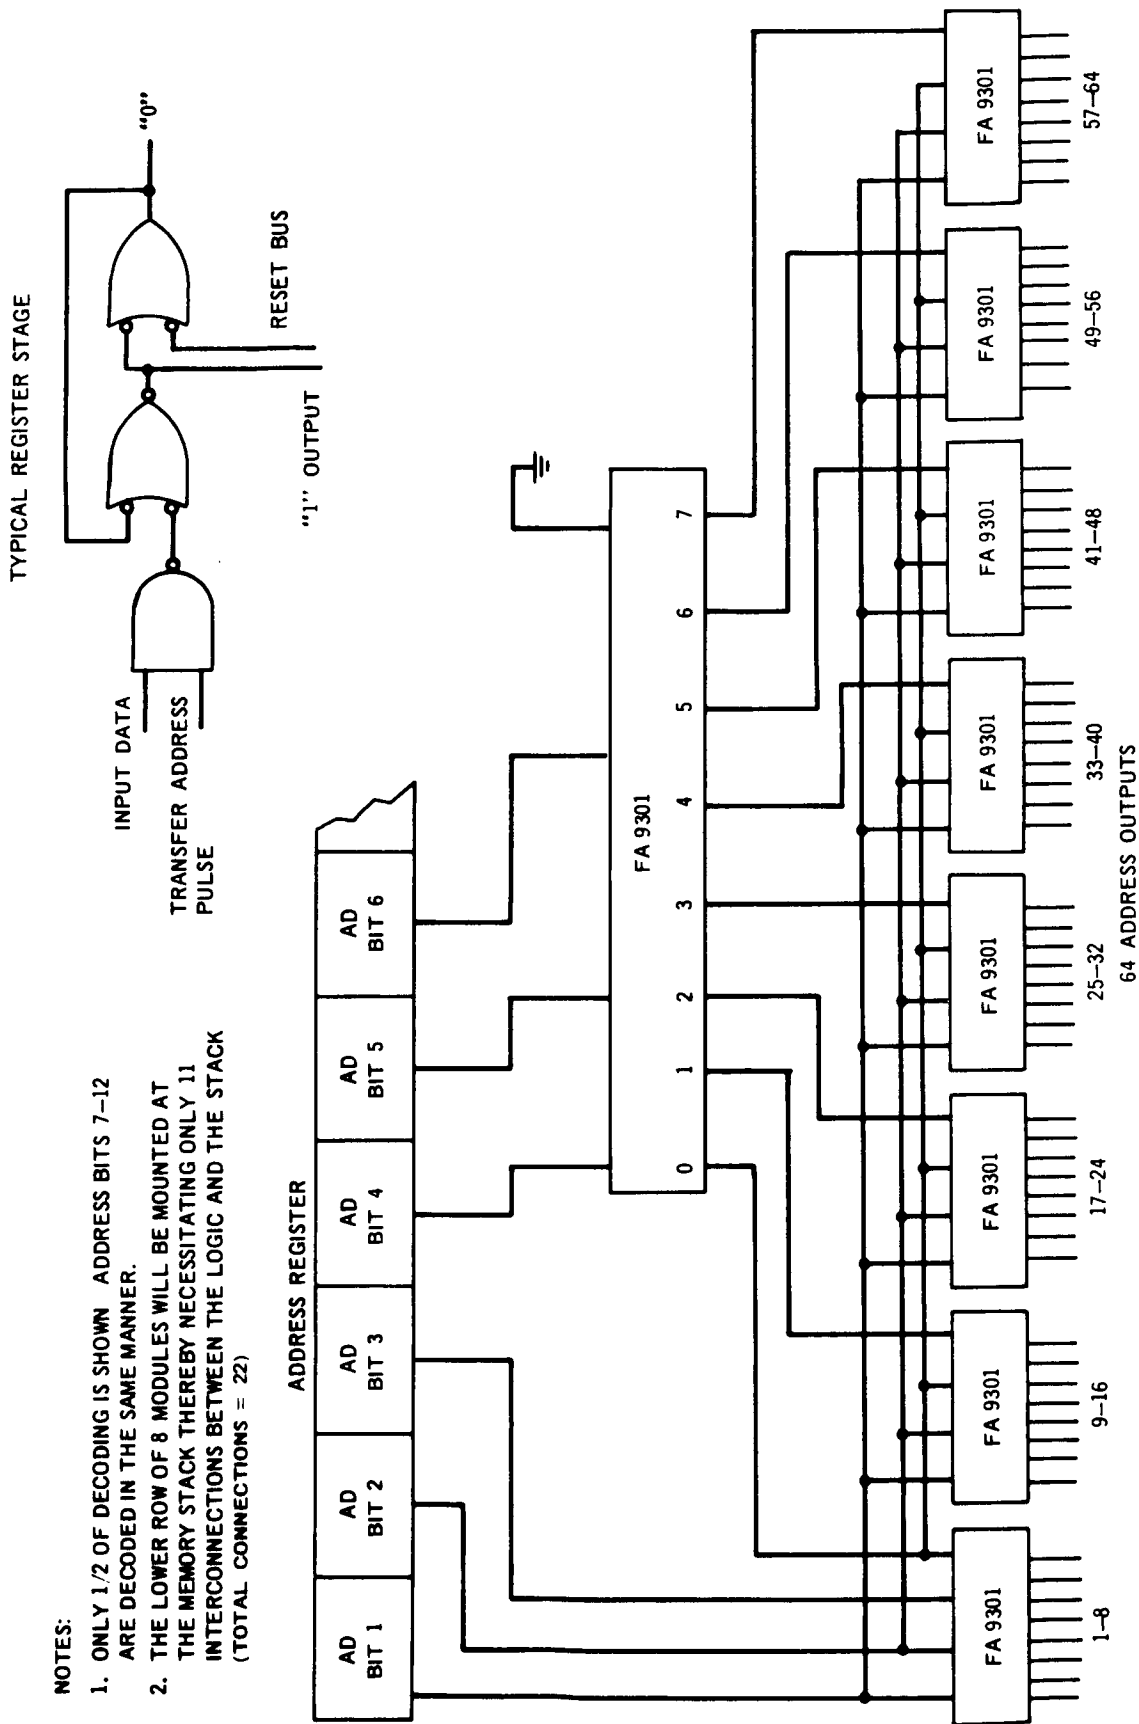 NOTES:
1. ONLY 1/2 OF DECODING IS SHOWN ADDRESS BITS 7-12
ARE DECODED IN THE SAME MANNER.
2. THE LOWER ROW OF 8 MODULES WILL BE MOUNTED AT
THE MEMORY STACK THEREBY NECESSITATING ONLY 11
INTERCONNECTIONS BETWEEN THE LOGIC AND THE STACK
(TOTAL CONNECTIONS = 22)
TYPICAL REGISTER STAGE
INPUT DATA
TRANSFER ADDRESS
PULSE
"0"
RESET BUS
"1" OUTPUT
ADDRESS REGISTER
AD
BIT 1
AD
BIT 2
AD
BIT 3
AD
BIT 4
AD
BIT 5
AD
BIT 6
FA 9301
0 1 2 3 4 5 6 7
FA 9301
FA 9301
FA 9301
FA 9301
FA 9301
FA 9301
FA 9301
FA 9301
1-8
9-16
17-24
25-32
33-40
41-48
49-56
57-64
64 ADDRESS OUTPUTS